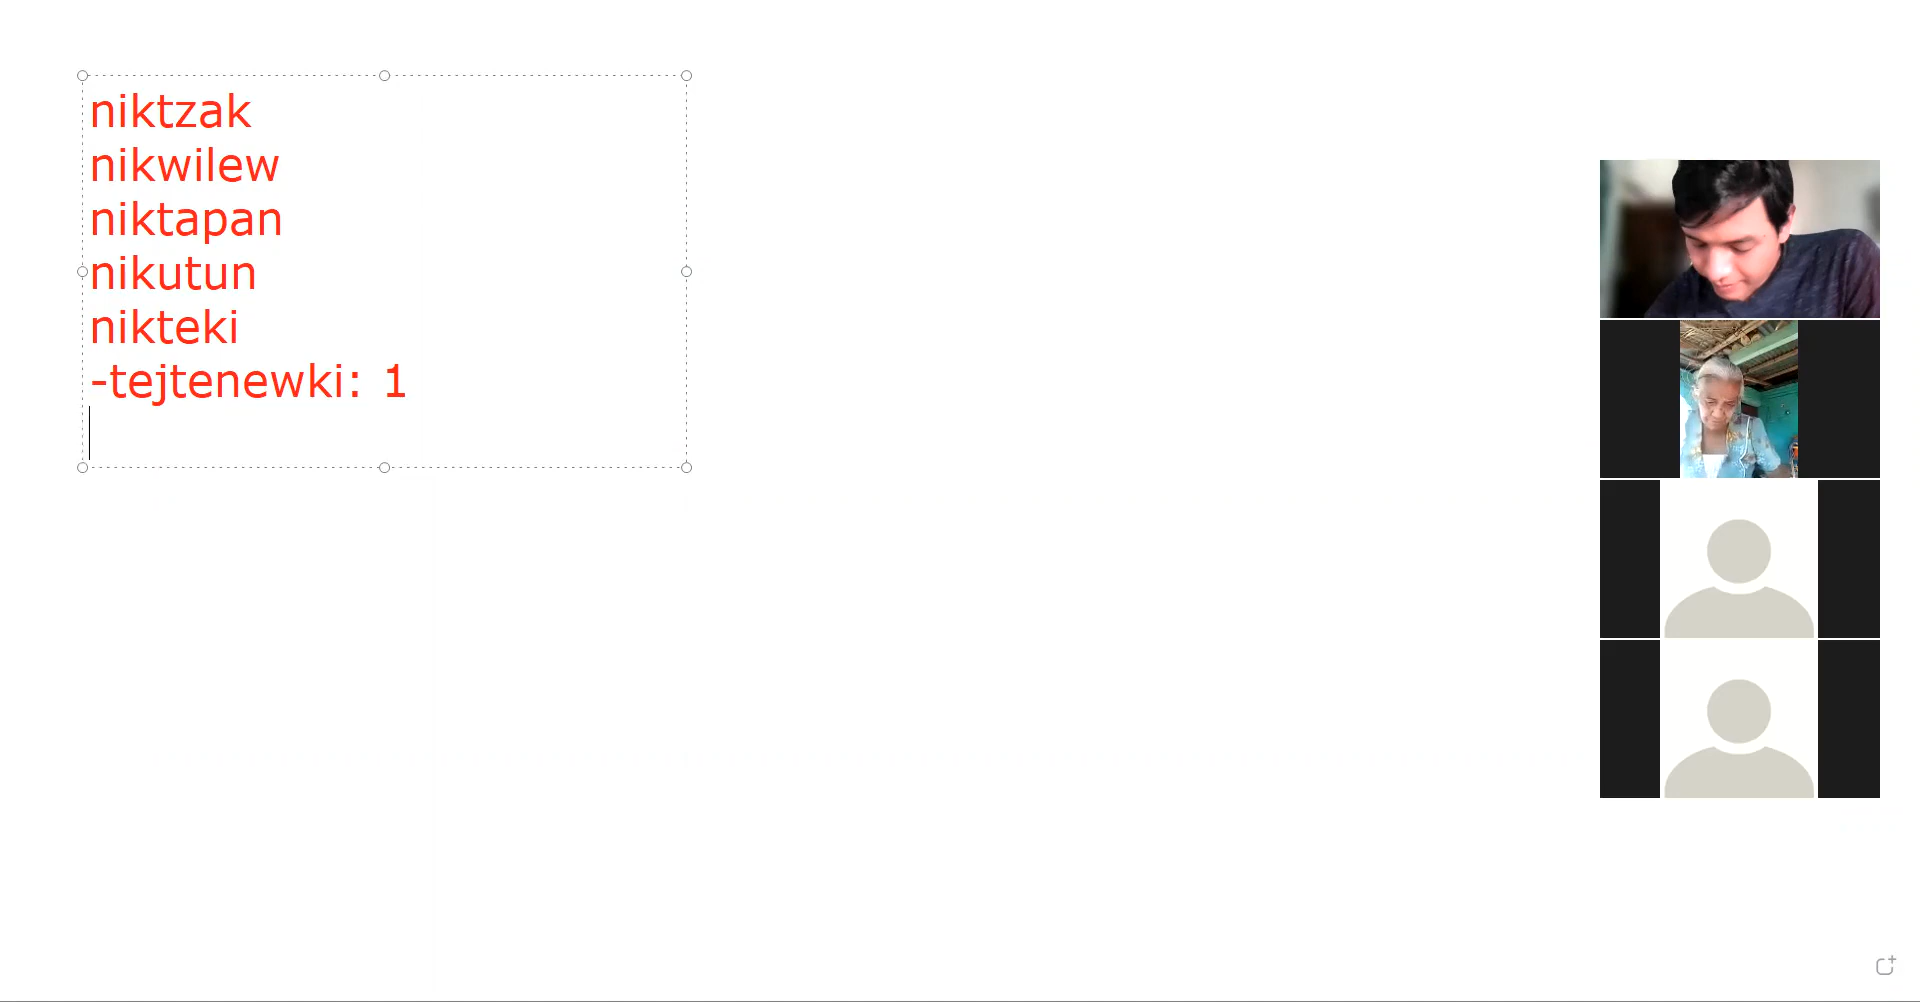 niktzak
nikwilew
niktapan
nikutun
nikteki
-tejtenewki: 1